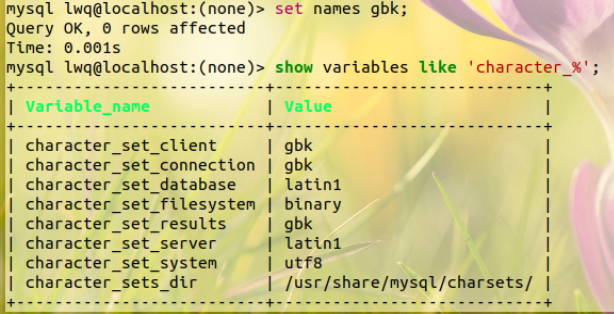 mysql lwq@localhost:(none)> set names gbk;
Query OK, 0 rows affected
Time: 0.001s
mysql lwq@localhost:(none)> show variables like 'character_%';
+--------------------------+----------------------------+
| Variable_name            | Value                      |
+--------------------------+----------------------------+
| character_set_client     | gbk                        |
| character_set_connection | gbk                        |
| character_set_database   | latin1                     |
| character_set_filesystem | binary                     |
| character_set_results    | gbk                        |
| character_set_server     | latin1                     |
| character_set_system     | utf8                       |
| character_sets_dir       | /usr/share/mysql/charsets/ |
+--------------------------+----------------------------+